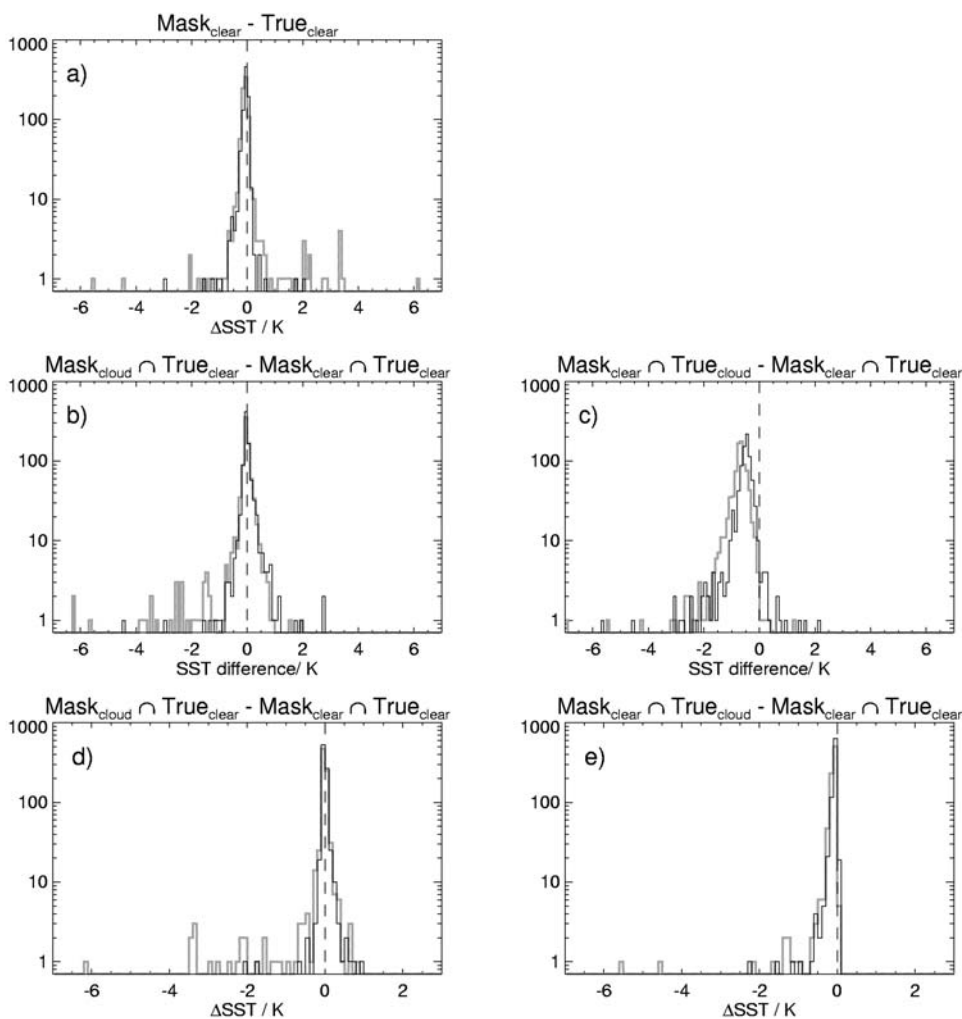 Mask_clear - True_clear
1000
a)
100
10
1
-6 -4 -2 0 2 4 6
ΔSST / K
Mask_cloud ∩ True_clear - Mask_clear ∩ True_clear
1000
b)
100
10
1
-6 -4 -2 0 2 4 6
SST difference/ K
Mask_clear ∩ True_cloud - Mask_clear ∩ True_clear
1000
c)
100
10
1
-6 -4 -2 0 2 4 6
SST difference/ K
Mask_cloud ∩ True_clear - Mask_clear ∩ True_clear
1000
d)
100
10
1
-6 -4 -2 0 2
ΔSST / K
Mask_clear ∩ True_cloud - Mask_clear ∩ True_clear
1000
e)
100
10
1
-6 -4 -2 0 2
ΔSST / K